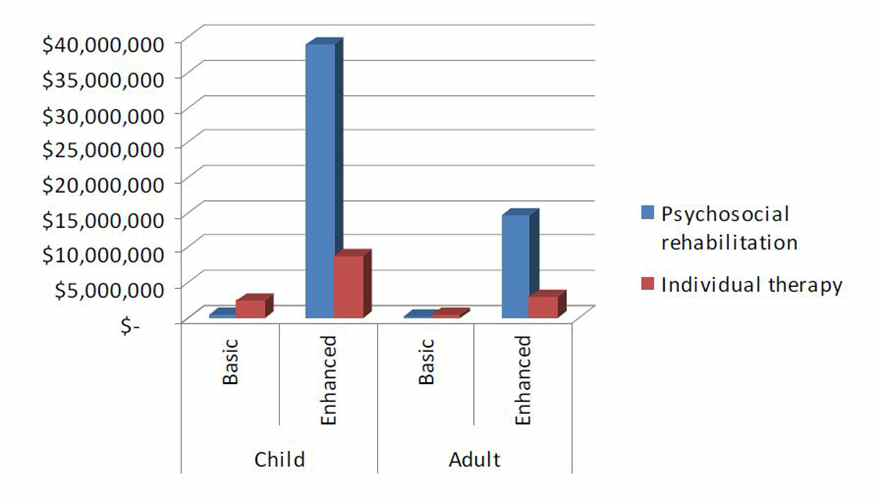 $40,000,000
$35,000,000
$30,000,000
$25,000,000
$20,000,000
$15,000,000
$10,000,000
$5,000,000
$-
Basic
Enhanced
Basic
Enhanced
Child
Adult
Psychosocial
rehabilitation
Individual therapy